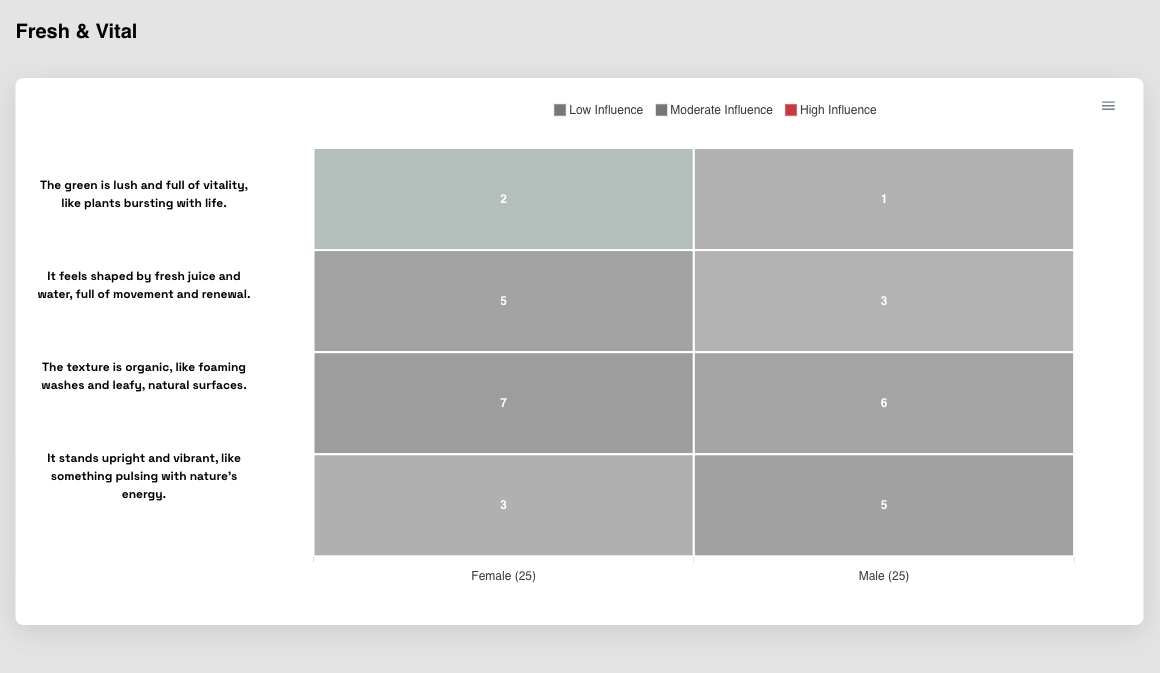 Fresh & Vital
Low Influence
Moderate Influence
High Influence
The green is lush and full of vitality,
like plants bursting with life.
2
1
It feels shaped by fresh juice and
water, full of movement and renewal.
5
3
The texture is organic, like foaming
washes and leafy, natural surfaces.
7
6
It stands upright and vibrant, like
something pulsing with nature's
energy.
3
5
Female (25)
Male (25)